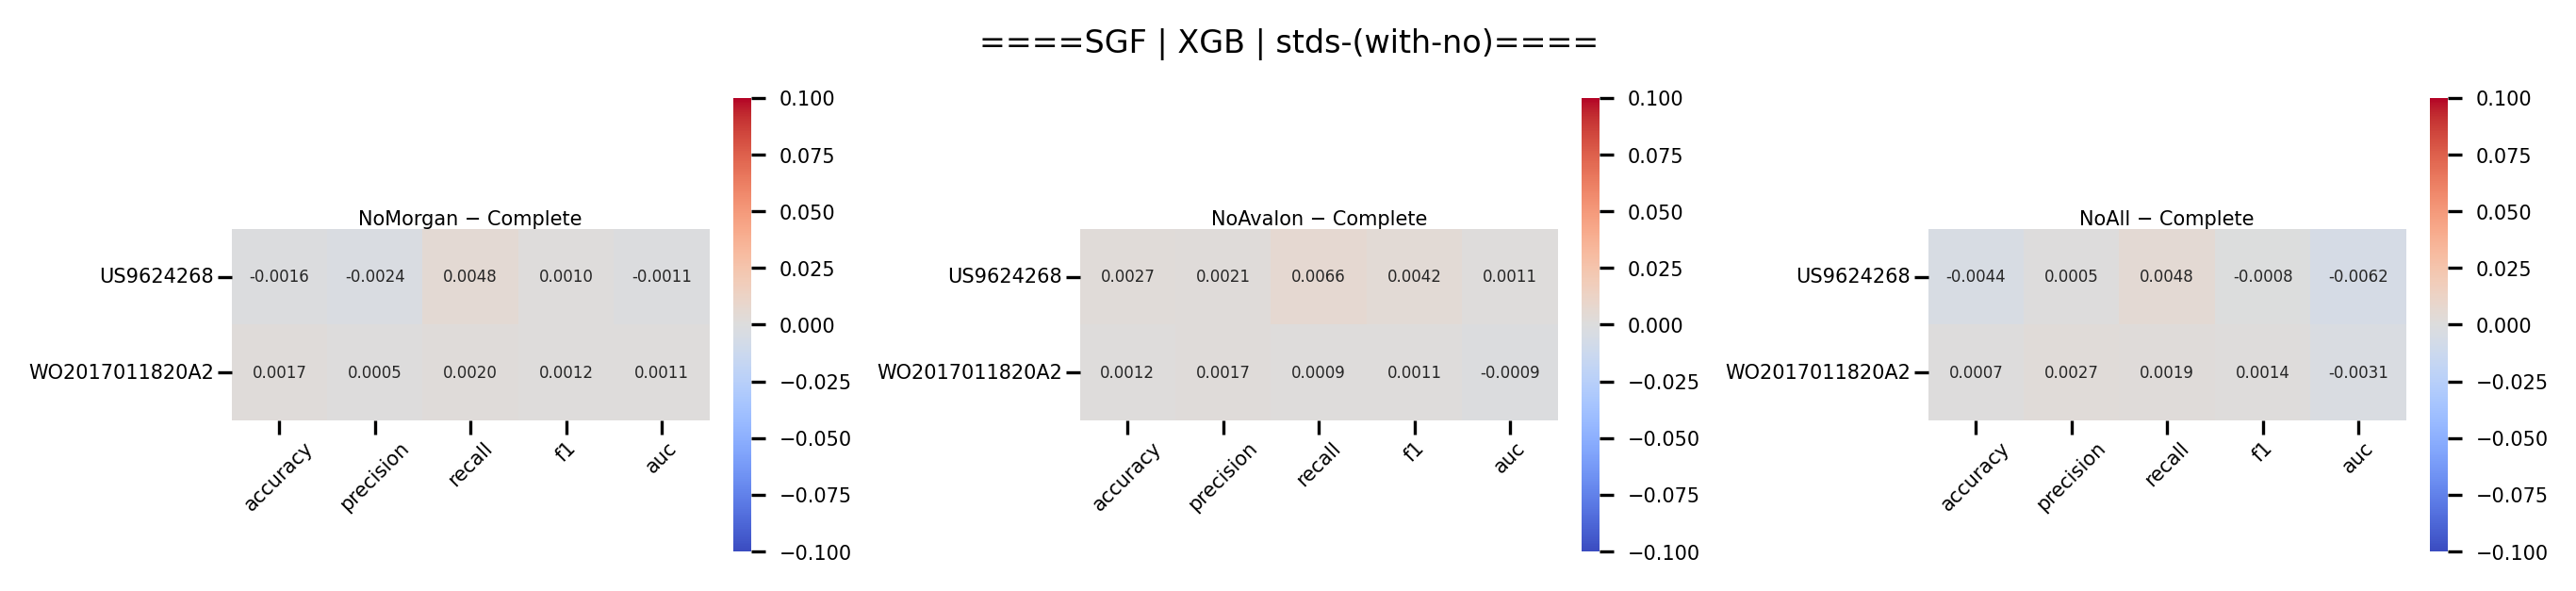 ====SGF | XGB | stds-(with-no)====
NoMorgan − Complete
US9624268 -0.0016 -0.0024 0.0048 0.0010 -0.0011
WO2017011820A2 0.0017 0.0005 0.0020 0.0012 0.0011
accuracy precision recall f1 auc
0.100
0.075
0.050
0.025
0.000
−0.025
−0.050
−0.075
−0.100
NoAvalon − Complete
US9624268 0.0027 0.0021 0.0066 0.0042 0.0011
WO2017011820A2 0.0012 0.0017 0.0009 0.0011 -0.0009
accuracy precision recall f1 auc
0.100
0.075
0.050
0.025
0.000
−0.025
−0.050
−0.075
−0.100
NoAll − Complete
US9624268 -0.0044 0.0005 0.0048 -0.0008 -0.0062
WO2017011820A2 0.0007 0.0027 0.0019 0.0014 -0.0031
accuracy precision recall f1 auc
0.100
0.075
0.050
0.025
0.000
−0.025
−0.050
−0.075
−0.100